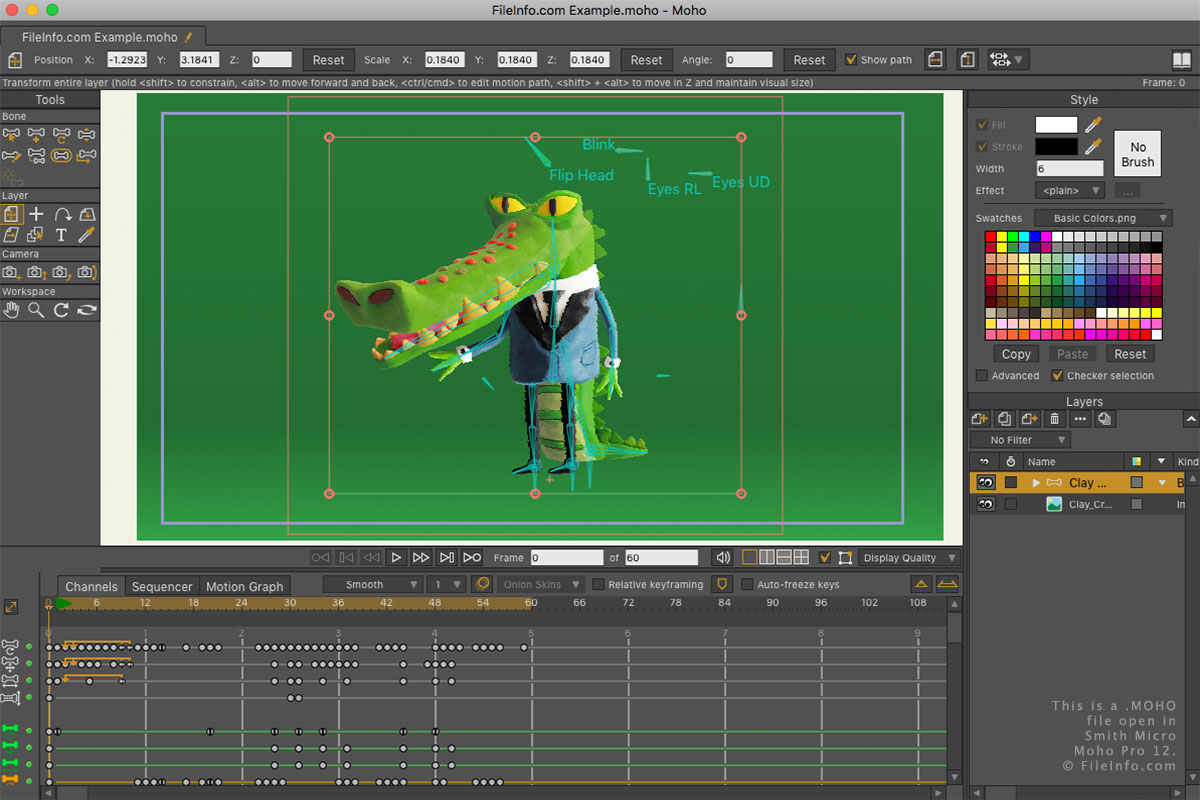 FileInfo.com Example.moho - Moho
FileInfo.com Example.moho
Position X: -1.2923 Y: 3.1841 Z: 0 Reset Scale X: 0.1840 Y: 0.1840 Z: 0.1840 Reset Angle: 0 Reset Show path
Transform entire layer (hold <shift> to constrain, <alt> to move forward and back, <ctrl/cmd> to edit motion path, <shift> + <alt> to move in Z and maintain visual size) Frame: 0
Tools
Bone
Layer
T
Camera
Workspace
Blink
Flip Head
Eyes RL
Eyes UD
Style
Fill
Stroke
No
Brush
Width 6
Effect <plain> ...
Swatches Basic Colors.png
Copy Paste Reset
Advanced Checker selection
Layers
No Filter
Name Kind
Clay ... B
Clay_Cr... In
Frame 0 of 60 Display Quality
Channels Sequencer Motion Graph Smooth 1 Onion Skins Relative keyframing Auto-freeze keys
0 6 12 18 24 30 36 42 48 54 60 66 72 78 84 90 96 102 108
0 1 2 3 4 5 6 7 8 9
This is a .MOHO
file open in
Smith Micro
Moho Pro 12.
© FileInfo.com